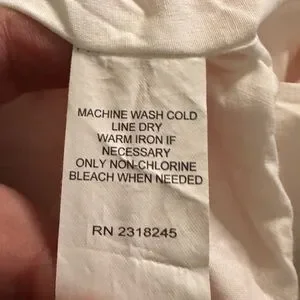 MACHINE WASH COLD
LINE DRY
WARM IRON IF
NECESSARY
ONLY NON-CHLORINE
BLEACH WHEN NEEDED
RN 2318245